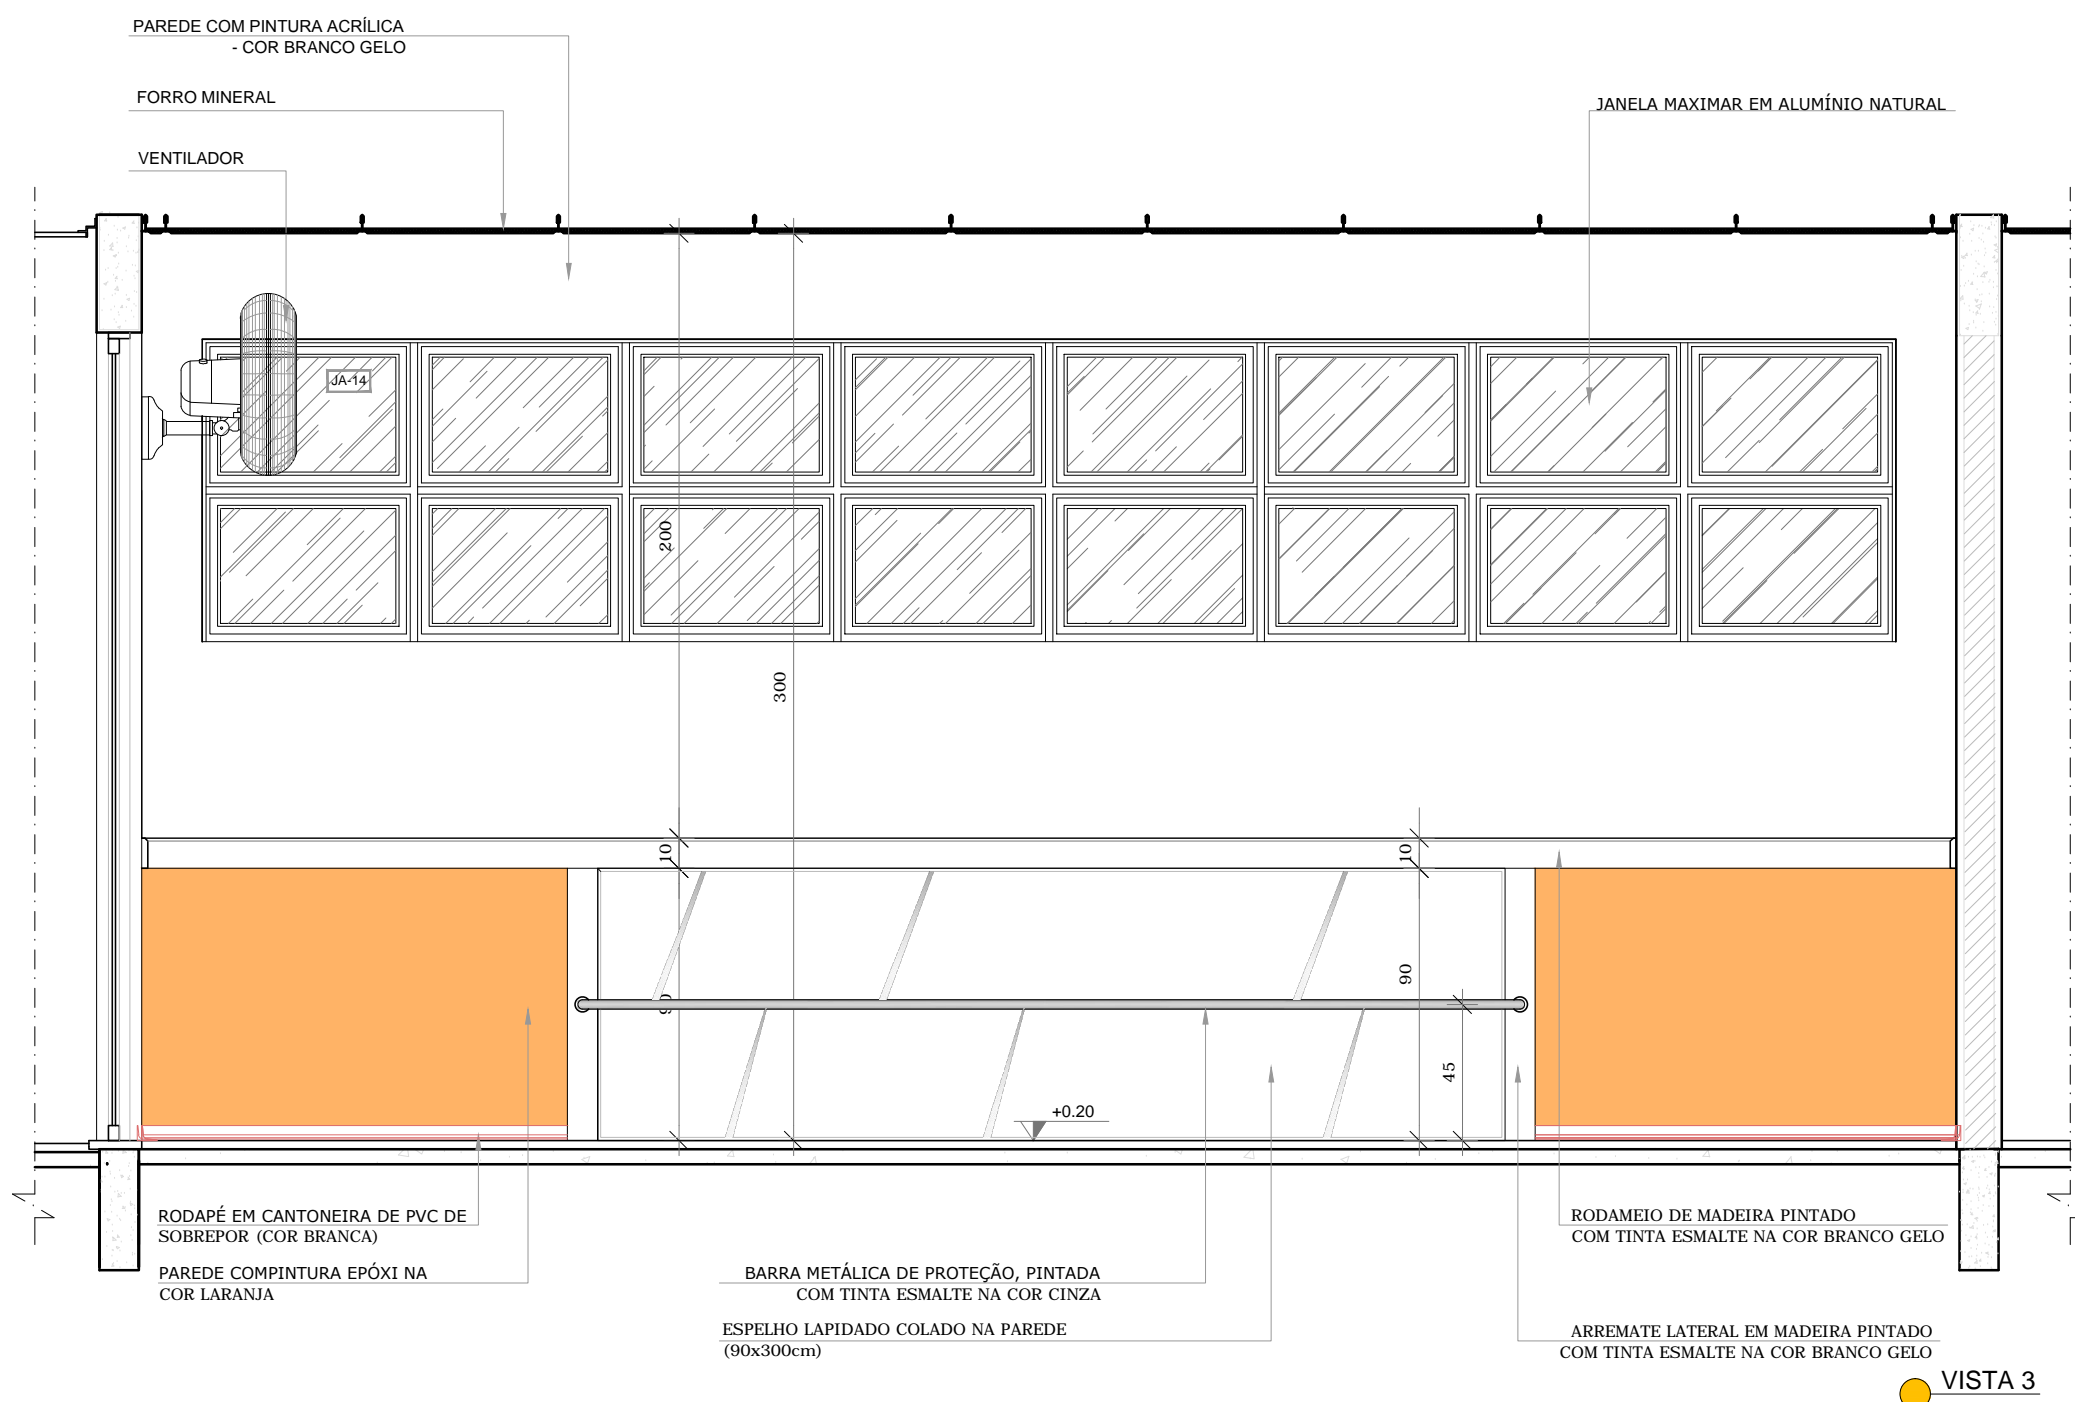 PAREDE COM PINTURA ACRÍLICA
- COR BRANCO GELO
FORRO MINERAL
JANELA MAXIMAR EM ALUMÍNIO NATURAL
VENTILADOR
JA-14
200
300
10
10
90
90
45
+0.20
RODAPÉ EM CANTONEIRA DE PVC DE
SOBREPOR (COR BRANCA)
PAREDE COMPINTURA EPÓXI NA
COR LARANJA
BARRA METÁLICA DE PROTEÇÃO, PINTADA
COM TINTA ESMALTE NA COR CINZA
ESPELHO LAPIDADO COLADO NA PAREDE
(90x300cm)
RODAMEIO DE MADEIRA PINTADO
COM TINTA ESMALTE NA COR BRANCO GELO
ARREMATE LATERAL EM MADEIRA PINTADO
COM TINTA ESMALTE NA COR BRANCO GELO
VISTA 3